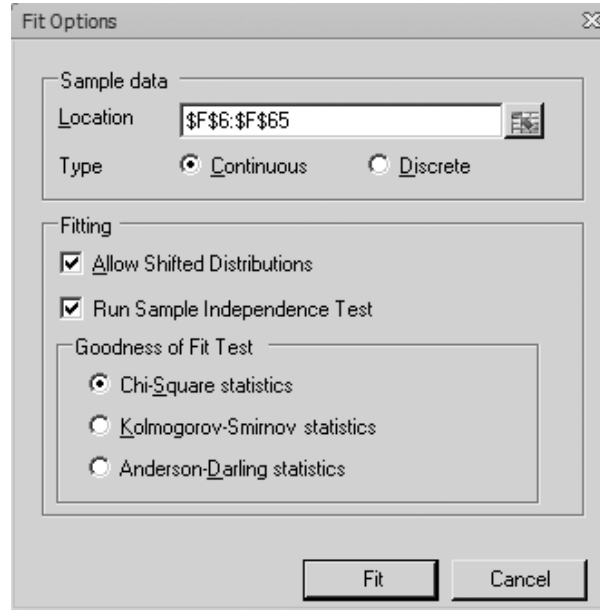 Fit Options
Sample data
Location $F$6:$F$65
Type Continuous Discrete
Fitting
Allow Shifted Distributions
Run Sample Independence Test
Goodness of Fit Test
Chi-Square statistics
Kolmogorov-Smirnov statistics
Anderson-Darling statistics
Fit Cancel